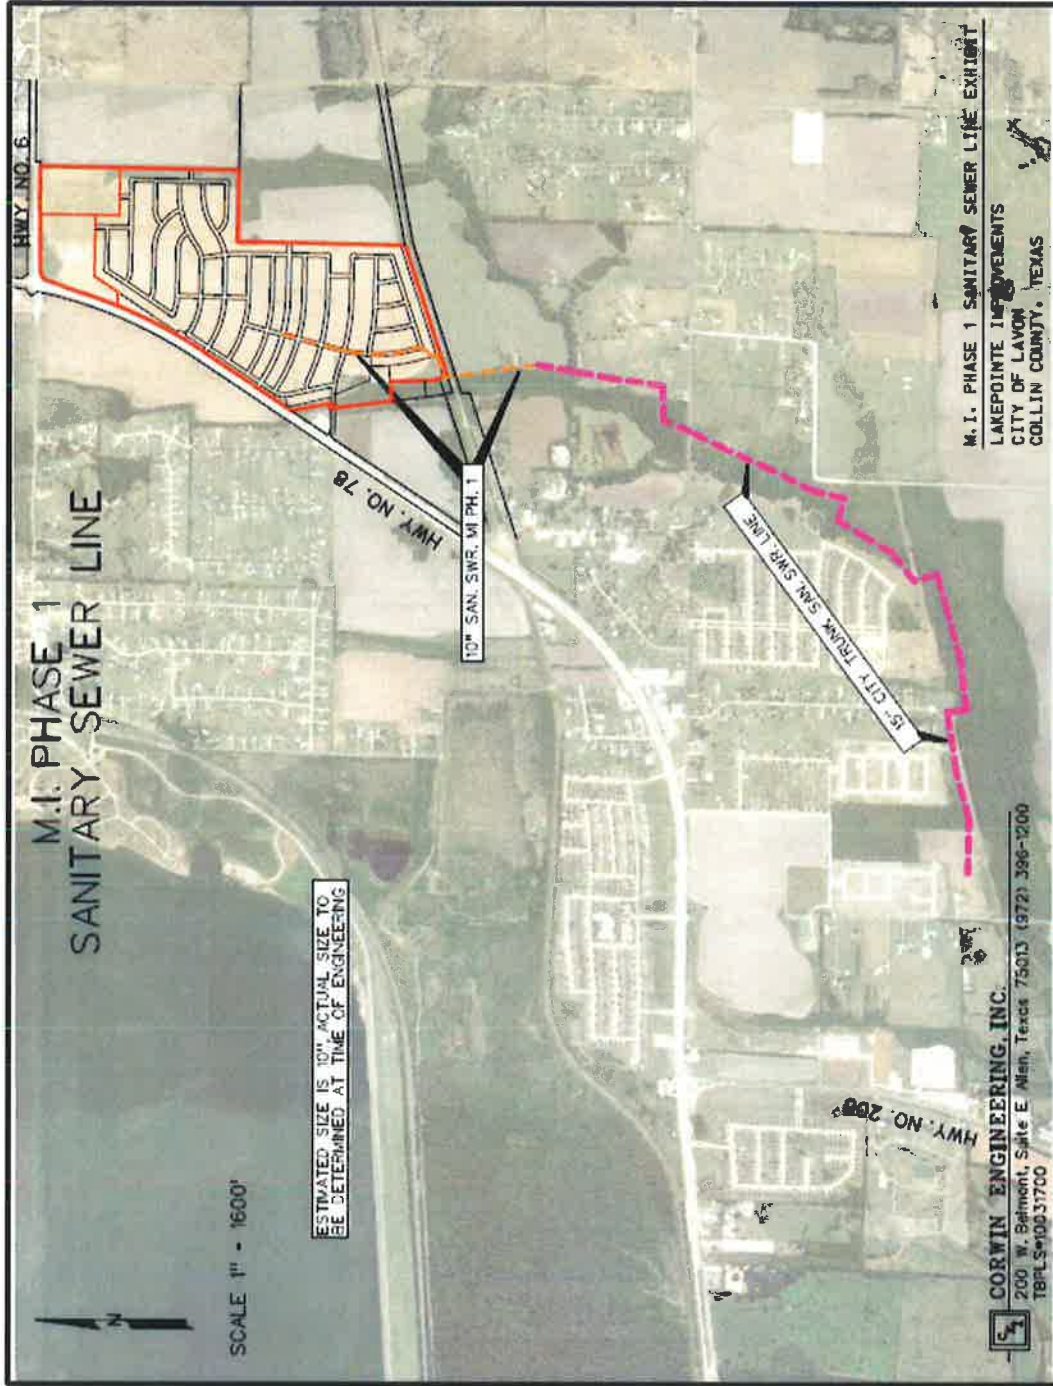 M.I. PHASE 1
SANITARY SEWER LINE
SCALE 1" - 1600'
N
ESTIMATED SIZE IS 10", ACTUAL SIZE TO
BE DETERMINED AT TIME OF ENGINEERING
HWY NO. 6
HWY. NO. 78
10" SAN. SWR. MI PH. 1
15" CITY TRUNK SAN. SWR. LINE
HWY. NO.
CORWIN ENGINEERING, INC.
200 W. Belmont, Suite E Allen, Texas 75013 (972) 396-1200
TBPLS#10031700
M.I. PHASE 1 SANITARY SEWER LINE EXHIBIT
LAKEPOINTE IMPROVEMENTS
CITY OF LAVON
COLLIN COUNTY, TEXAS